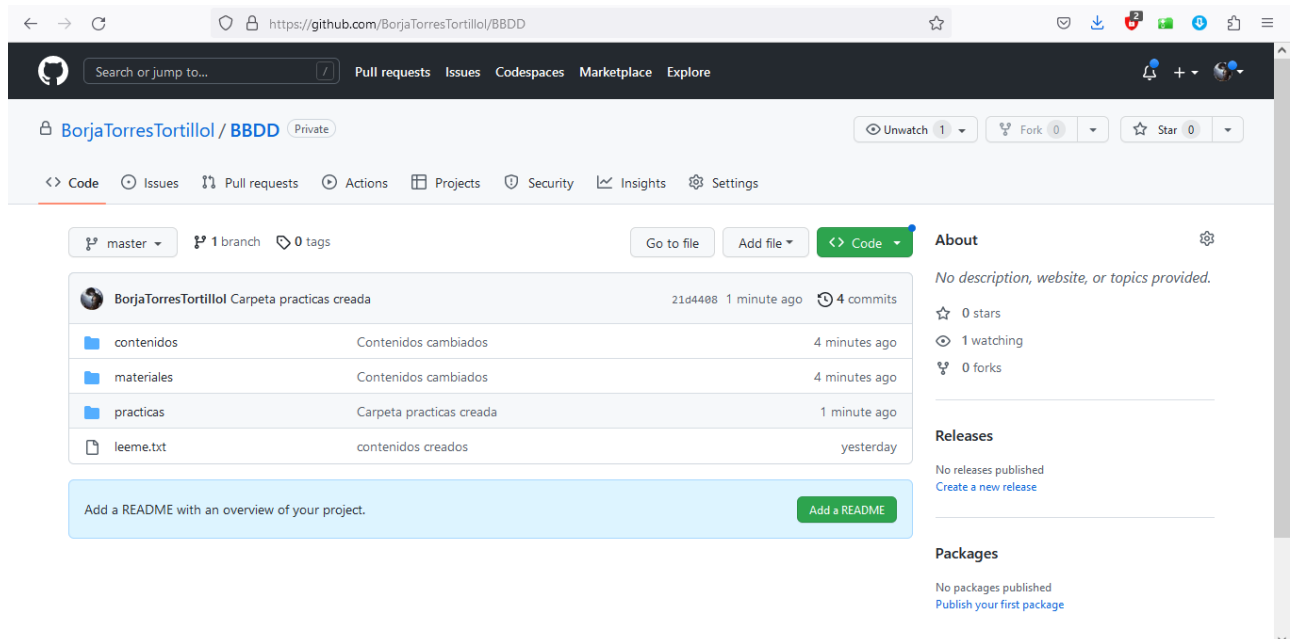 https://github.com/BorjaTorresTortillol/BBDD 2
Search or jump to... / Pull requests Issues Codespaces Marketplace Explore
BorjaTorresTortillol / BBDD Private Unwatch 1 Fork 0 Star 0
Code Issues Pull requests Actions Projects Security Insights Settings
master 1 branch 0 tags Go to file Add file Code
BorjaTorresTortillol Carpeta practicas creada 21d4408 1 minute ago 4 commits
contenidos Contenidos cambiados 4 minutes ago
materiales Contenidos cambiados 4 minutes ago
practicas Carpeta practicas creada 1 minute ago
leeme.txt contenidos creados yesterday
Add a README with an overview of your project. Add a README
About
No description, website, or topics provided.
0 stars
1 watching
0 forks
Releases
No releases published
Create a new release
Packages
No packages published
Publish your first package